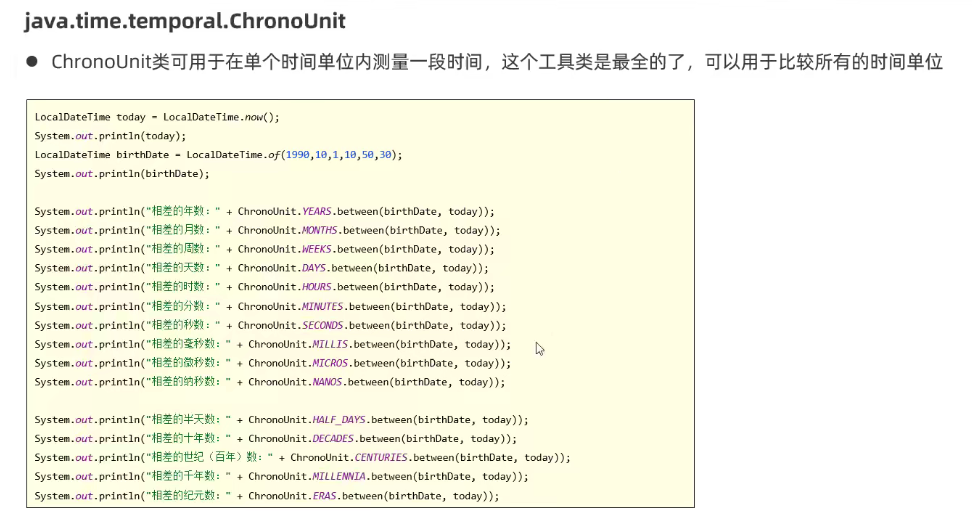 java.time.temporal.ChronoUnit
● ChronoUnit类可用于在单个时间单位内测量一段时间，这个工具类是最全的了，可以用于比较所有的时间单位
LocalDateTime today = LocalDateTime.now();
System.out.println(today);
LocalDateTime birthDate = LocalDateTime.of(1990,10,1,10,50,30);
System.out.println(birthDate);
System.out.println("相差的年数：" + ChronoUnit.YEARS.between(birthDate, today));
System.out.println("相差的月数：" + ChronoUnit.MONTHS.between(birthDate, today));
System.out.println("相差的周数：" + ChronoUnit.WEEKS.between(birthDate, today));
System.out.println("相差的天数：" + ChronoUnit.DAYS.between(birthDate, today));
System.out.println("相差的时数：" + ChronoUnit.HOURS.between(birthDate, today));
System.out.println("相差的分数：" + ChronoUnit.MINUTES.between(birthDate, today));
System.out.println("相差的秒数：" + ChronoUnit.SECONDS.between(birthDate, today));
System.out.println("相差的毫秒数：" + ChronoUnit.MILLIS.between(birthDate, today));
System.out.println("相差的微秒数：" + ChronoUnit.MICROS.between(birthDate, today));
System.out.println("相差的纳秒数：" + ChronoUnit.NANOS.between(birthDate, today));
System.out.println("相差的半天数：" + ChronoUnit.HALF_DAYS.between(birthDate, today));
System.out.println("相差的十年数：" + ChronoUnit.DECADES.between(birthDate, today));
System.out.println("相差的世纪（百年）数：" + ChronoUnit.CENTURIES.between(birthDate, today));
System.out.println("相差的千年数：" + ChronoUnit.MILLENNIA.between(birthDate, today));
System.out.println("相差的纪元数：" + ChronoUnit.ERAS.between(birthDate, today));